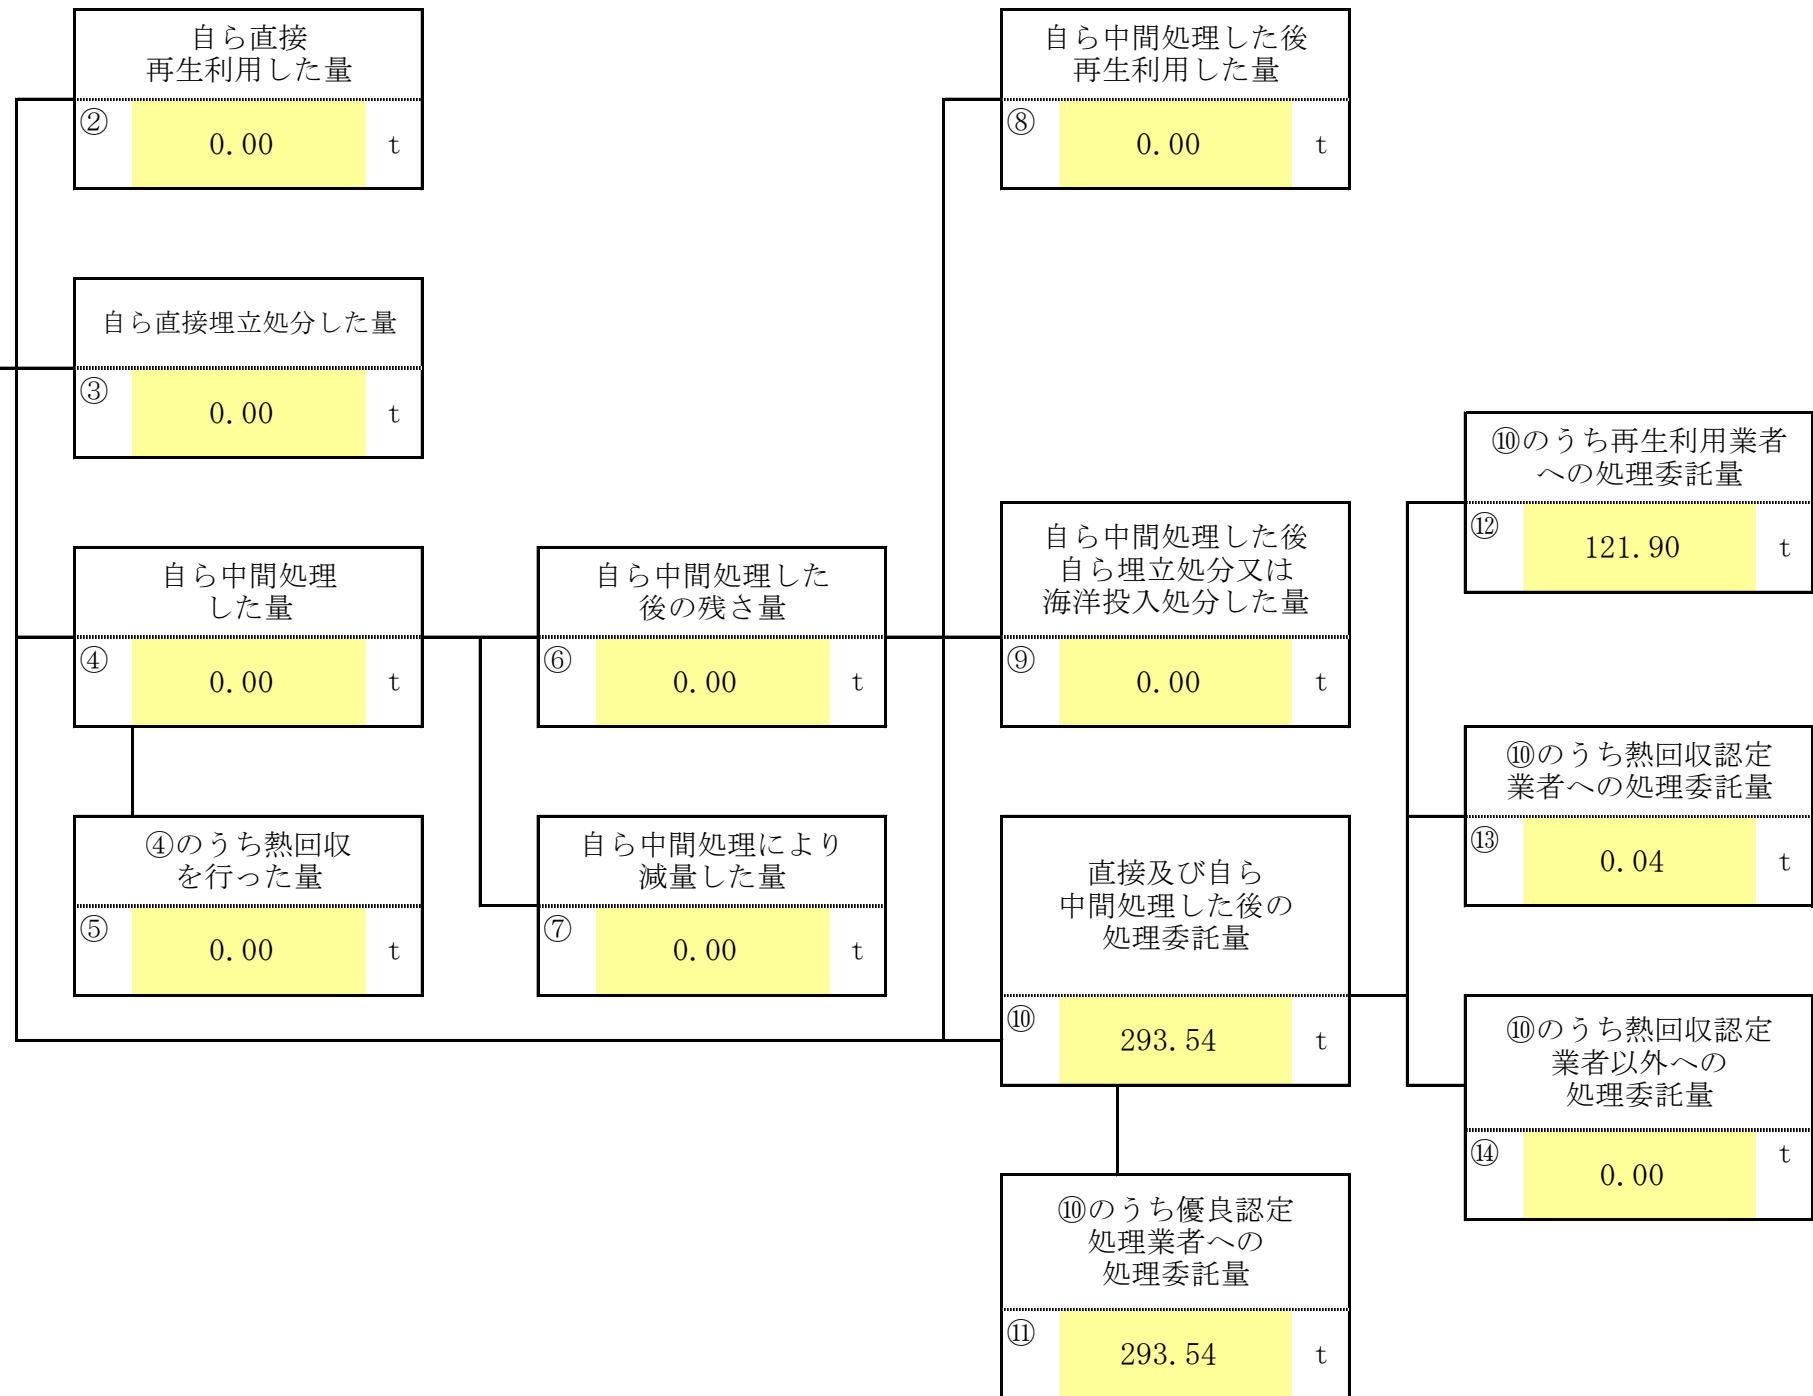 自ら直接
再生利用した量
②
0.00
t
自ら直接埋立処分した量
③
0.00
t
自ら中間処理
した量
④
0.00
t
④のうち熱回収
を行った量
⑤
0.00
t
自ら中間処理した
後の残さ量
⑥
0.00
t
自ら中間処理により
減量した量
⑦
0.00
t
自ら中間処理した後
再生利用した量
⑧
0.00
t
自ら中間処理した後
自ら埋立処分又は
海洋投入処分した量
⑨
0.00
t
直接及び自ら
中間処理した後の
処理委託量
⑩
293.54
t
⑩のうち優良認定
処理業者への
処理委託量
⑪
293.54
t
⑩のうち再生利用業者
への処理委託量
⑫
121.90
t
⑩のうち熱回収認定
業者への処理委託量
⑬
0.04
t
⑩のうち熱回収認定
業者以外への
処理委託量
⑭
0.00
t